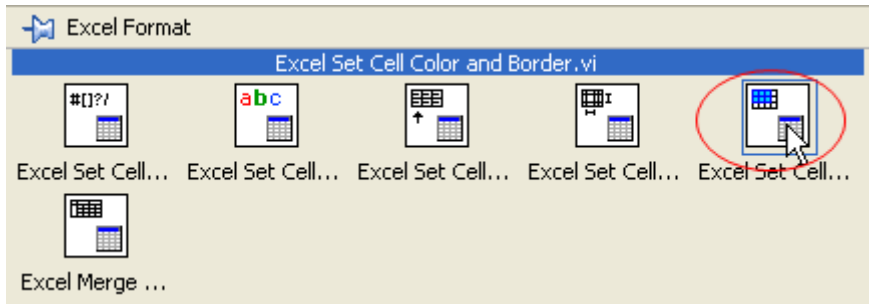 Excel Format
Excel Set Cell Color and Border.vi
#[]?/
abc
Excel Set Cell... Excel Set Cell... Excel Set Cell... Excel Set Cell... Excel Set Cell...
Excel Merge ...